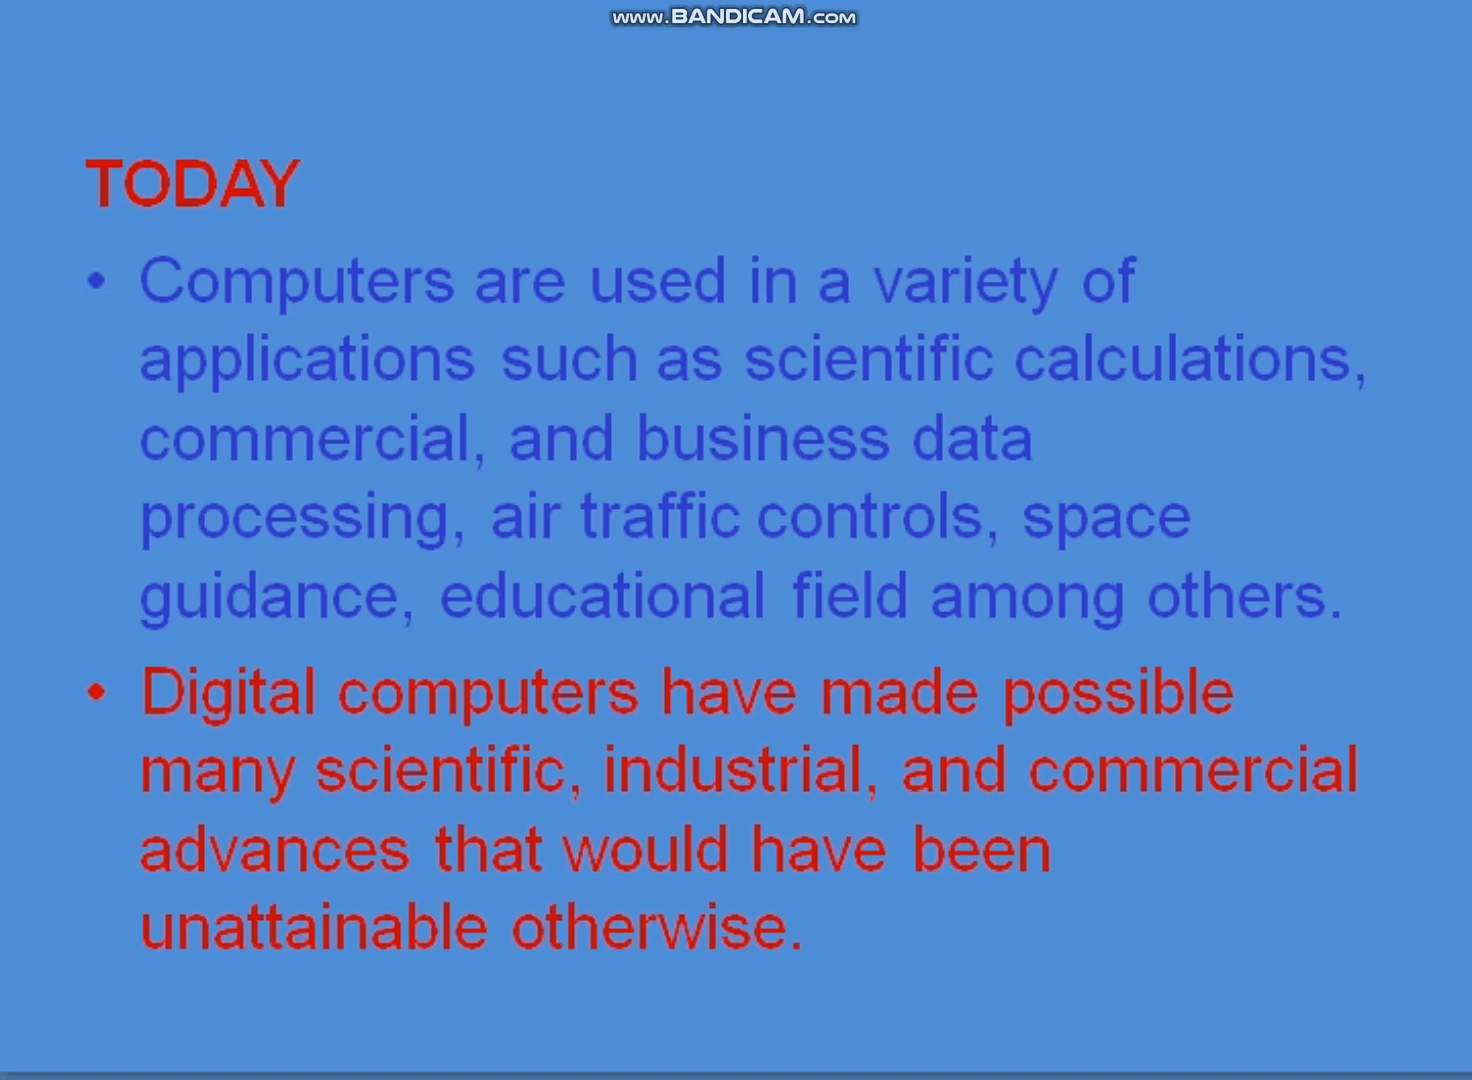 www.BANDICAM.com
TODAY
• Computers are used in a variety of
applications such as scientific calculations,
commercial, and business data
processing, air traffic controls, space
guidance, educational field among others.
• Digital computers have made possible
many scientific, industrial, and commercial
advances that would have been
unattainable otherwise.